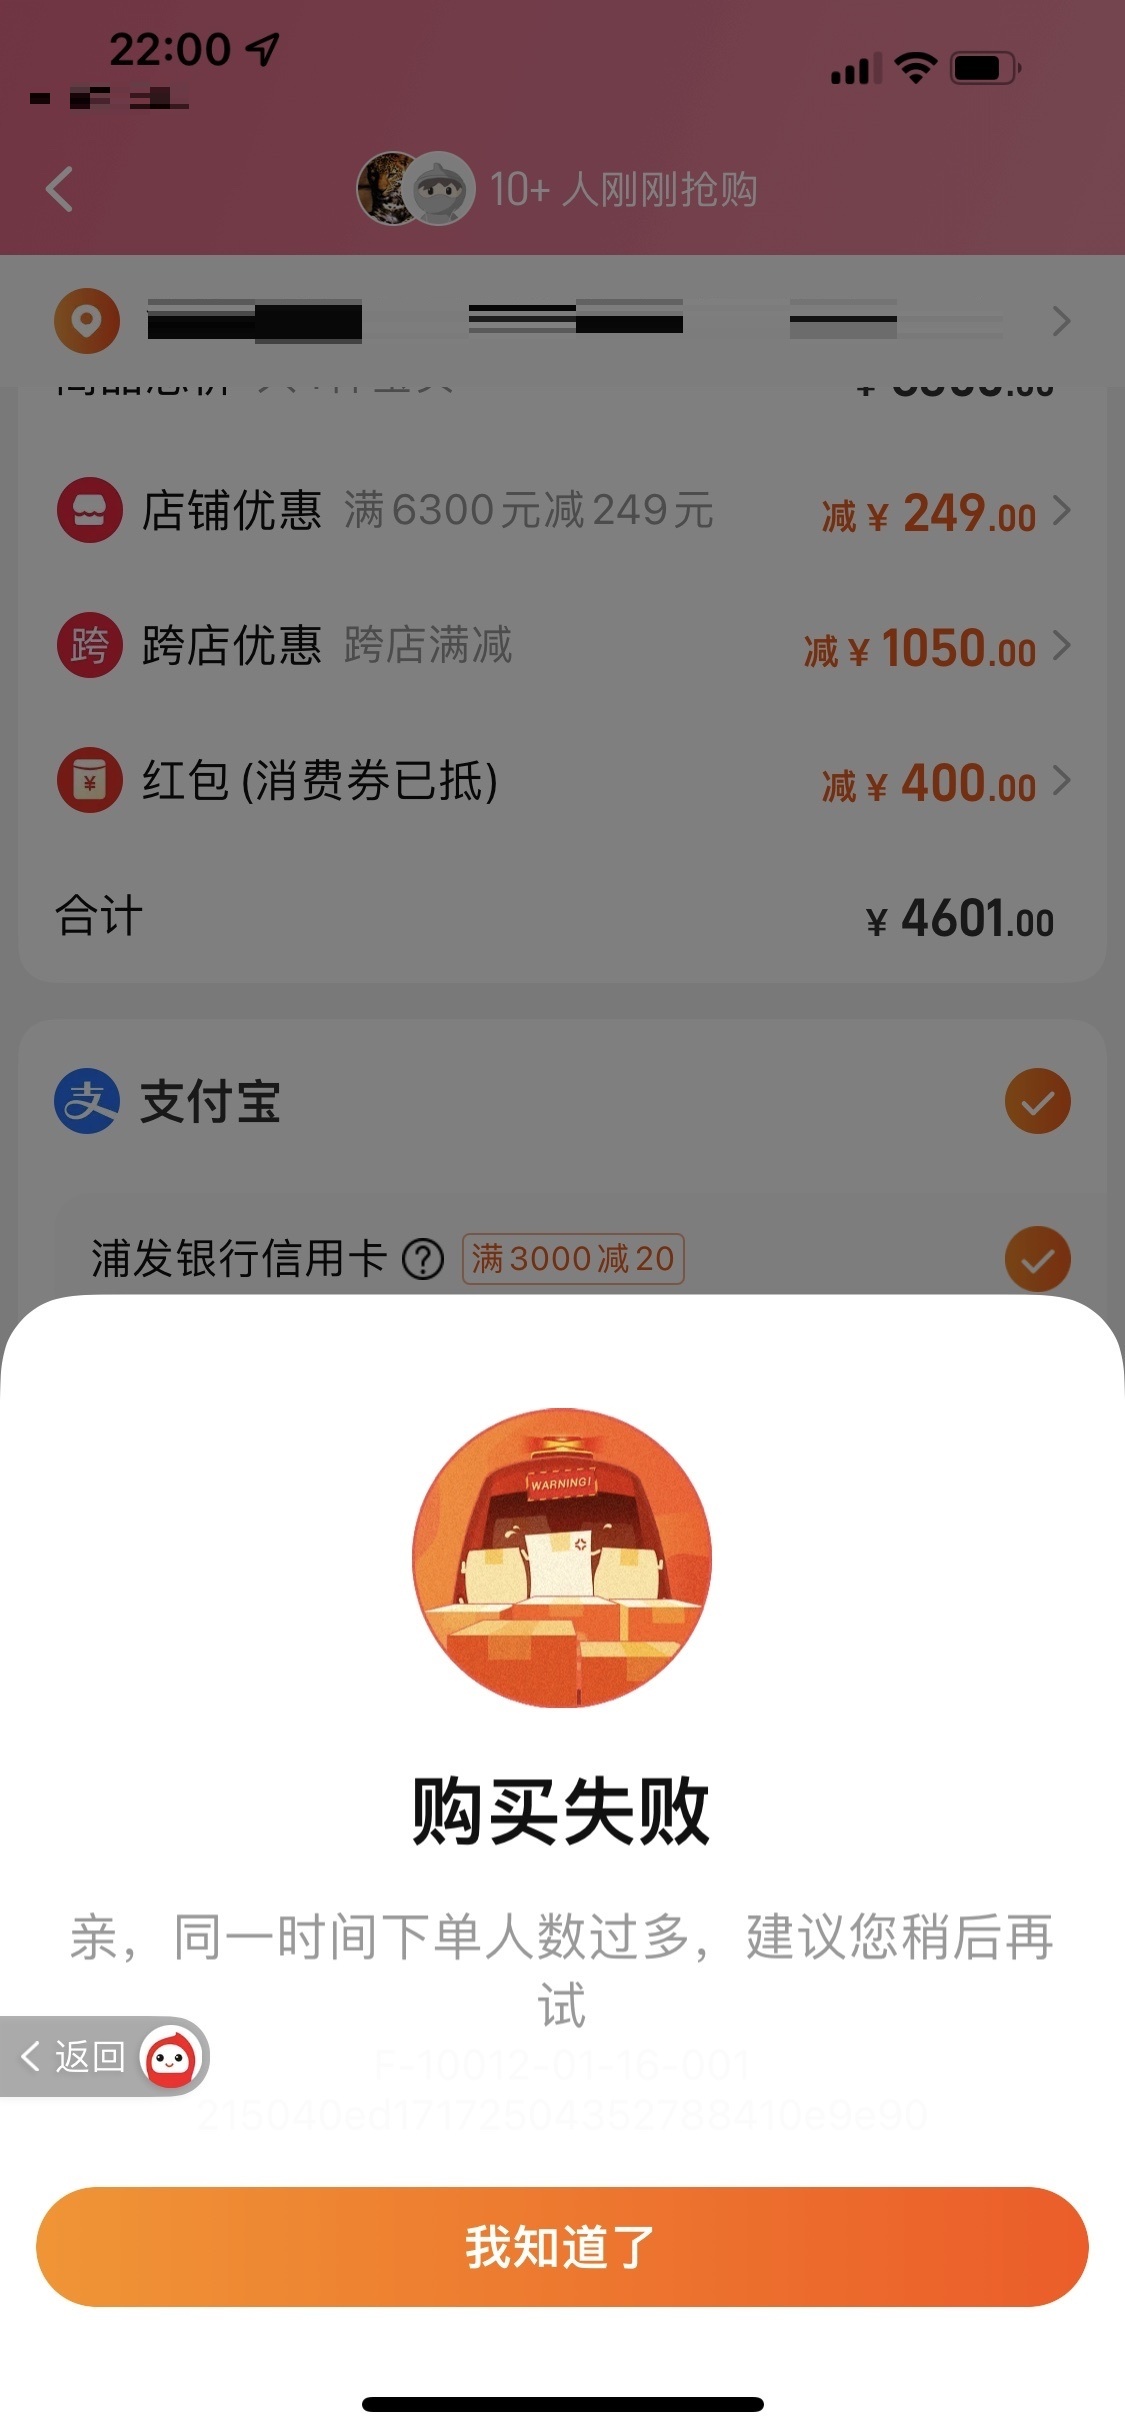 22:00
10+ 人刚刚抢购
店铺优惠 满6300元减249元 减¥249.00
跨 跨店优惠 跨店满减 减¥1050.00
红包(消费券已抵) 减¥400.00
合计 ¥4601.00
支付宝
浦发银行信用卡 满3000减20
WARNING!
购买失败
亲，同一时间下单人数过多，建议您稍后再
试
返回
F-10012-01-16-001
215040ed17172504352788410e9e90
我知道了